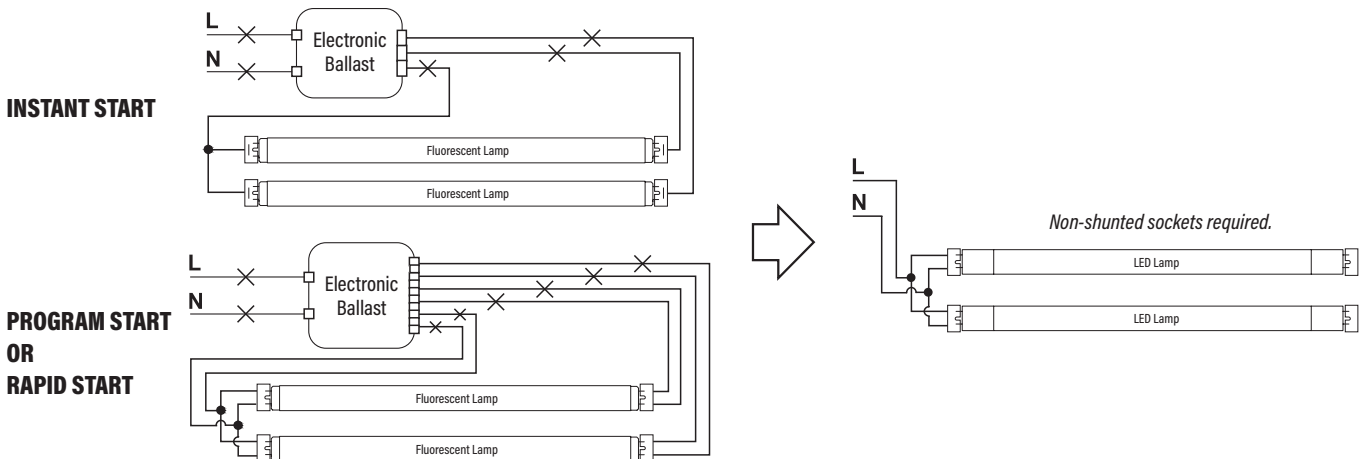 INSTANT START
L
N
Electronic
Ballast
Fluorescent Lamp
Fluorescent Lamp
PROGRAM START
OR
RAPID START
L
N
Electronic
Ballast
Fluorescent Lamp
Fluorescent Lamp
L
N
Non-shunted sockets required.
LED Lamp
LED Lamp